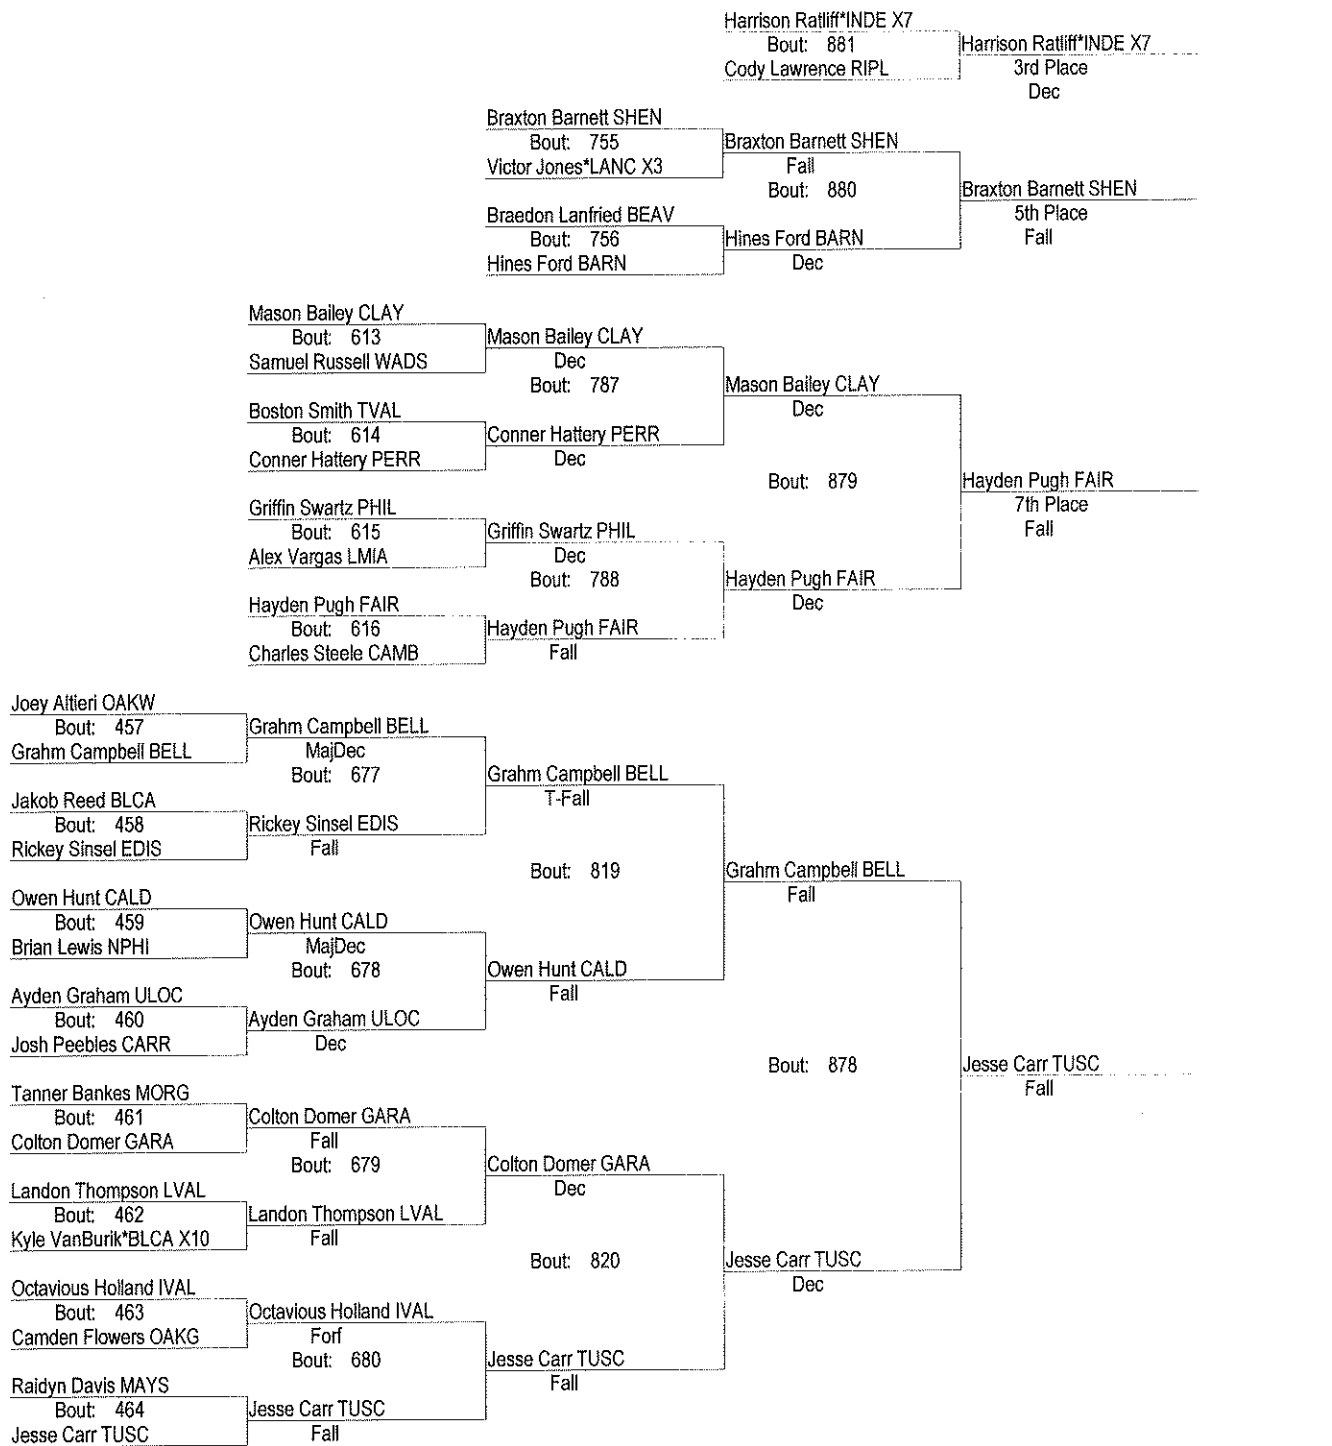 Harrison Ratliff*INDE X7
Bout: 881
Harrison Ratliff*INDE X7
Cody Lawrence RIPL
3rd Place
Dec
Braxton Barnett SHEN
Bout: 755
Braxton Barnett SHEN
Victor Jones*LANC X3
Fall
Bout: 880
Braxton Barnett SHEN
Braedon Lanfried BEAV
5th Place
Bout: 756
Hines Ford BARN
Fall
Hines Ford BARN
Dec
Mason Bailey CLAY
Bout: 613
Mason Bailey CLAY
Samuel Russell WADS
Dec
Bout: 787
Mason Bailey CLAY
Boston Smith TVAL
Dec
Bout: 614
Conner Hattery PERR
Conner Hattery PERR
Dec
Bout: 879
Hayden Pugh FAIR
Griffin Swartz PHIL
7th Place
Bout: 615
Griffin Swartz PHIL
Fall
Alex Vargas LMIA
Dec
Bout: 788
Hayden Pugh FAIR
Hayden Pugh FAIR
Dec
Bout: 616
Hayden Pugh FAIR
Charles Steele CAMB
Fall
Joey Altieri OAKW
Bout: 457
Grahm Campbell BELL
Grahm Campbell BELL
MajDec
Bout: 677
Grahm Campbell BELL
Jakob Reed BLCA
T-Fall
Bout: 458
Rickey Sinsel EDIS
Rickey Sinsel EDIS
Fall
Bout: 819
Grahm Campbell BELL
Owen Hunt CALD
Fall
Bout: 459
Owen Hunt CALD
Brian Lewis NPHI
MajDec
Bout: 678
Owen Hunt CALD
Ayden Graham ULOC
Fall
Bout: 460
Ayden Graham ULOC
Josh Peebles CARR
Dec
Bout: 878
Jesse Carr TUSC
Tanner Bankes MORG
Fall
Bout: 461
Colton Domer GARA
Colton Domer GARA
Fall
Bout: 679
Colton Domer GARA
Landon Thompson LVAL
Dec
Bout: 462
Landon Thompson LVAL
Kyle VanBurik*BLCA X10
Fall
Bout: 820
Jesse Carr TUSC
Octavious Holland IVAL
Dec
Bout: 463
Octavious Holland IVAL
Camden Flowers OAKG
Forf
Bout: 680
Jesse Carr TUSC
Raidyn Davis MAYS
Fall
Bout: 464
Jesse Carr TUSC
Jesse Carr TUSC
Fall